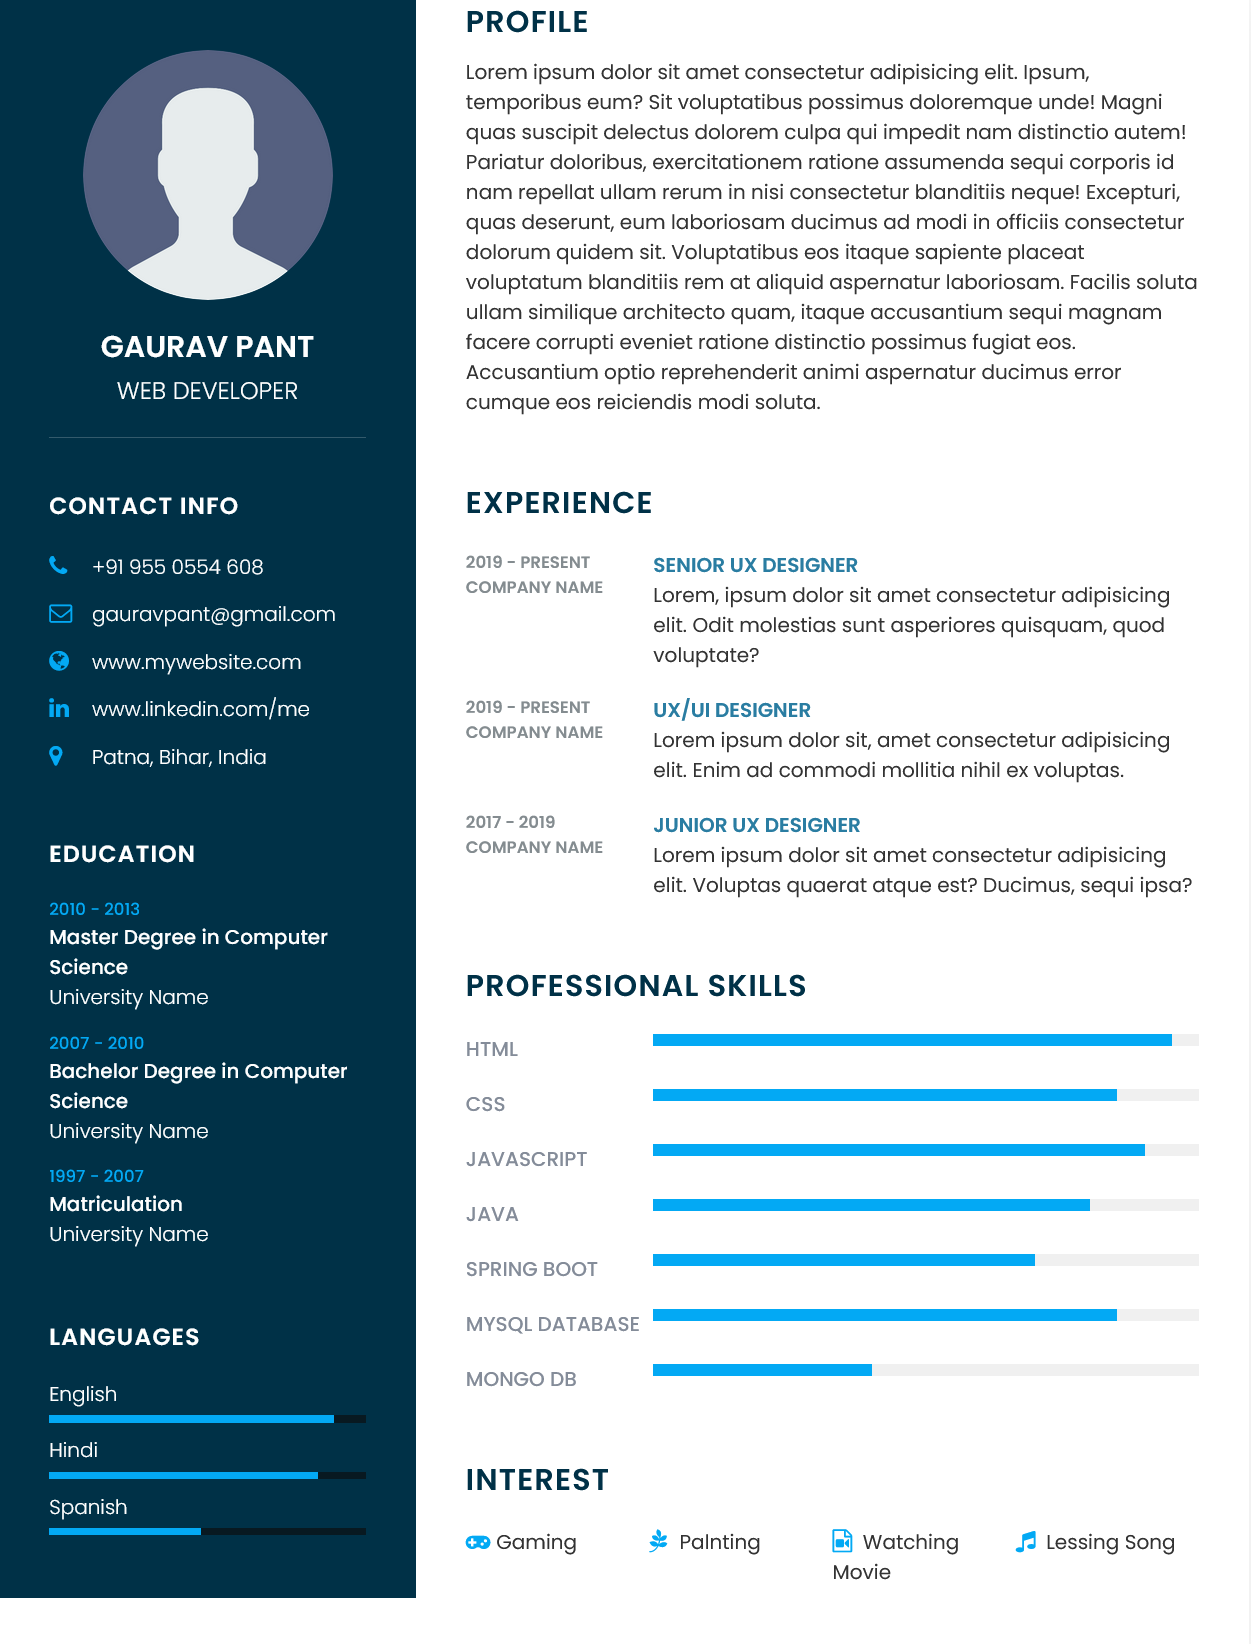 GAURAV PANT
WEB DEVELOPER
CONTACT INFO
+91 955 0554 608
gauravpant@gmail.com
www.mywebsite.com
www.linkedin.com/me
Patna, Bihar, India
EDUCATION
2010 - 2013
Master Degree in Computer
Science
University Name
2007 - 2010
Bachelor Degree in Computer
Science
University Name
1997 - 2007
Matriculation
University Name
LANGUAGES
English
Hindi
Spanish
PROFILE
Lorem ipsum dolor sit amet consectetur adipisicing elit. Ipsum,
temporibus eum? Sit voluptatibus possimus doloremque unde! Magni
quas suscipit delectus dolorem culpa qui impedit nam distinctio autem!
Pariatur doloribus, exercitationem ratione assumenda sequi corporis id
nam repellat ullam rerum in nisi consectetur blanditiis neque! Excepturi,
quas deserunt, eum laboriosam ducimus ad modi in officiis consectetur
dolorum quidem sit. Voluptatibus eos itaque sapiente placeat
voluptatum blanditiis rem at aliquid aspernatur laboriosam. Facilis soluta
ullam similique architecto quam, itaque accusantium sequi magnam
facere corrupti eveniet ratione distinctio possimus fugiat eos.
Accusantium optio reprehenderit animi aspernatur ducimus error
cumque eos reiciendis modi soluta.
EXPERIENCE
2019 - PRESENT
COMPANY NAME
SENIOR UX DESIGNER
Lorem, ipsum dolor sit amet consectetur adipisicing
elit. Odit molestias sunt asperiores quisquam, quod
voluptate?
2019 - PRESENT
COMPANY NAME
UX/UI DESIGNER
Lorem ipsum dolor sit, amet consectetur adipisicing
elit. Enim ad commodi mollitia nihil ex voluptas.
2017 - 2019
COMPANY NAME
JUNIOR UX DESIGNER
Lorem ipsum dolor sit amet consectetur adipisicing
elit. Voluptas quaerat atque est? Ducimus, sequi ipsa?
PROFESSIONAL SKILLS
HTML
CSS
JAVASCRIPT
JAVA
SPRING BOOT
MYSQL DATABASE
MONGO DB
INTEREST
Gaming
PaInting
Watching
Movie
Lessing Song